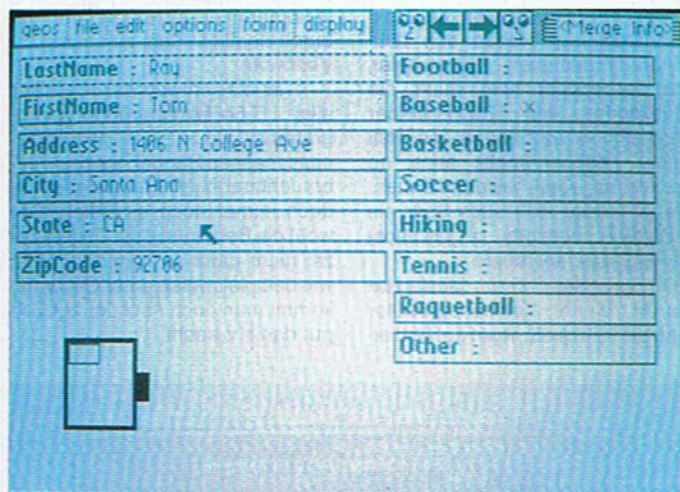 geos file edit options form display <Merge Info>
LastName : Ray
FirstName : Tom
Address : 1406 N College Ave
City : Santa Ana
State : CA
ZipCode : 92706
Football :
Baseball : x
Basketball :
Soccer :
Hiking :
Tennis :
Raquetball :
Other :